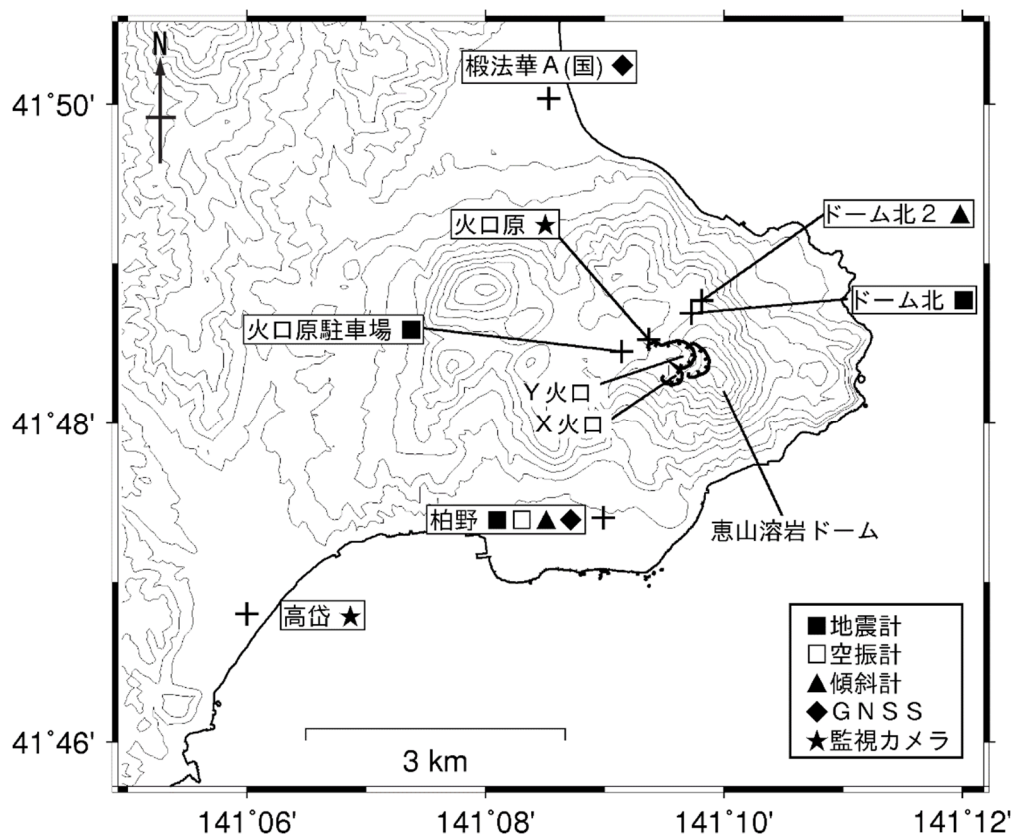 N
椴法華A(国)◆
41°50'
ドーム北2▲
火口原★
ドーム北■
火口原駐車場■
Y火口
X火口
41°48'
柏野■□▲◆
恵山溶岩ドーム
高岱★
■地震計
□空振計
▲傾斜計
◆GNSS
★監視カメラ
41°46'
3 km
141°06'
141°08'
141°10'
141°12'